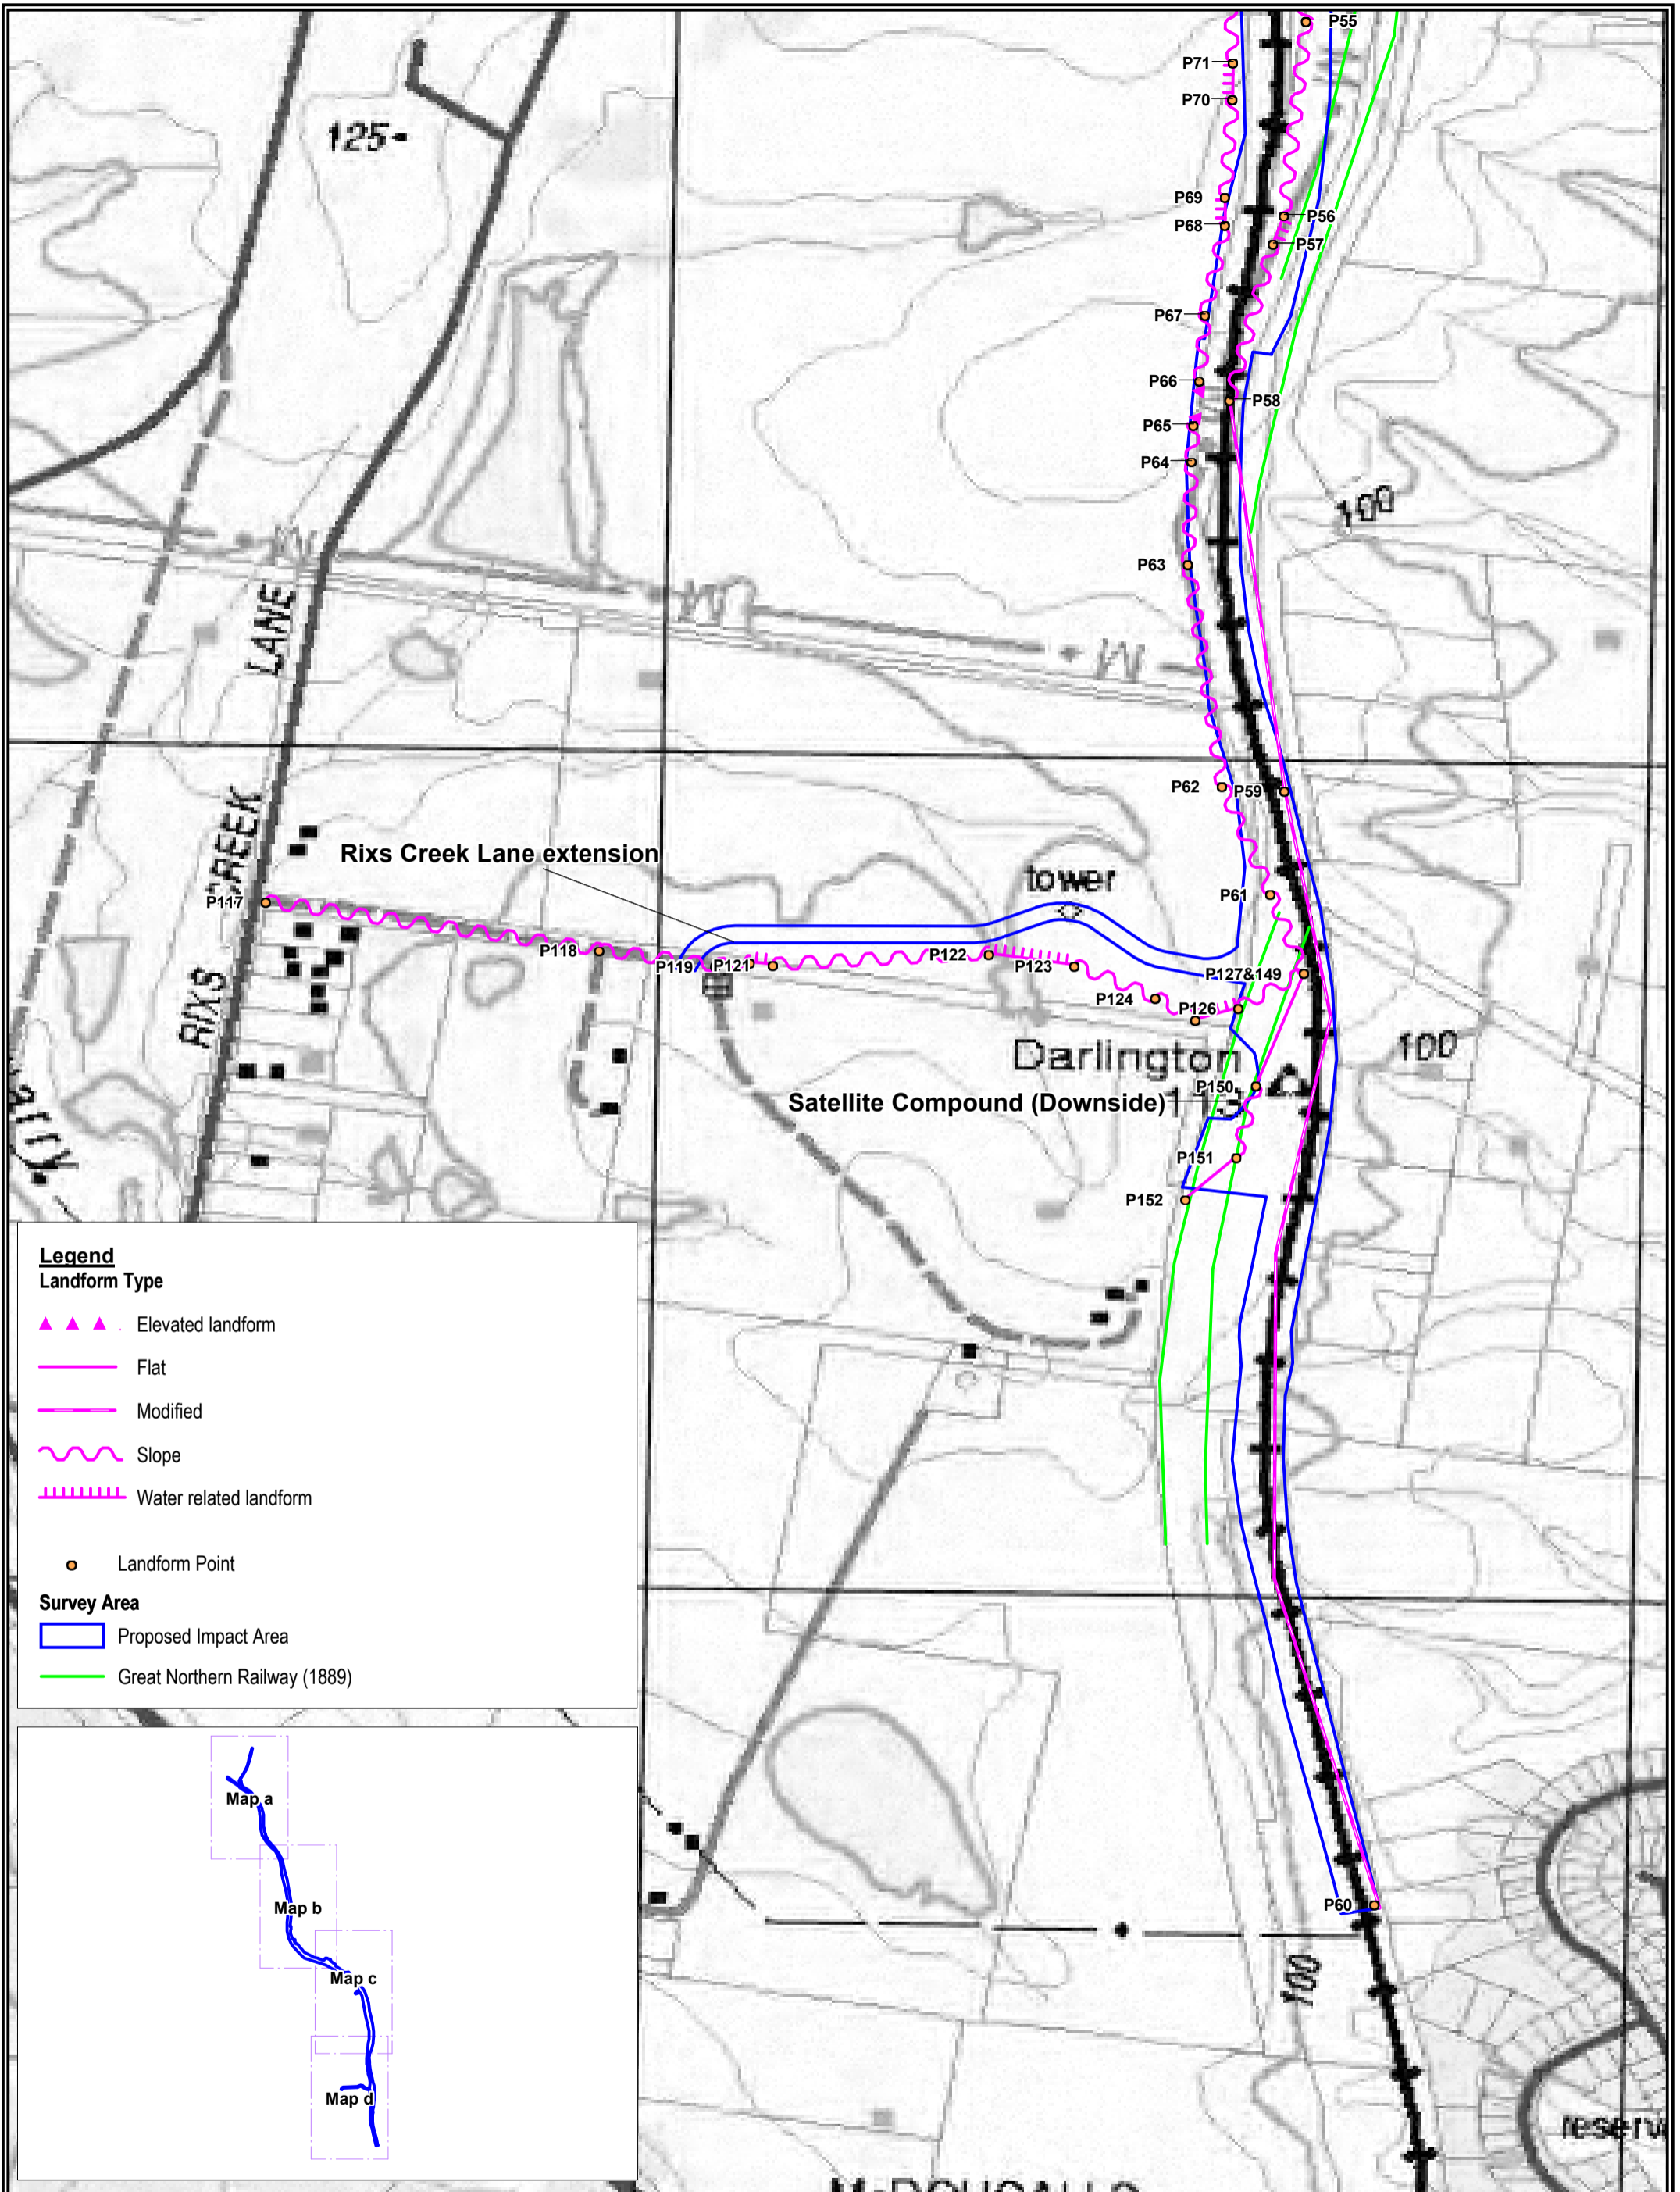 P55
P71
P70
125
P69
P56
P68
P57
P67
P66
P58
P65
P64
100
P63
LANE
P62
P59
CREEK
Rixs Creek Lane extension
tower
P61
P117
P118
P119
P121
P122
P123
P127&149
P124
P126
RIXS
Darlington
100
P150
Satellite Compound (Downside)
P151
P152
Legend
Landform Type
Elevated landform
Flat
Modified
Slope
Water related landform
Landform Point
Survey Area
Proposed Impact Area
Great Northern Railway (1889)
Map a
Map b
Map c
Map d
P60
100